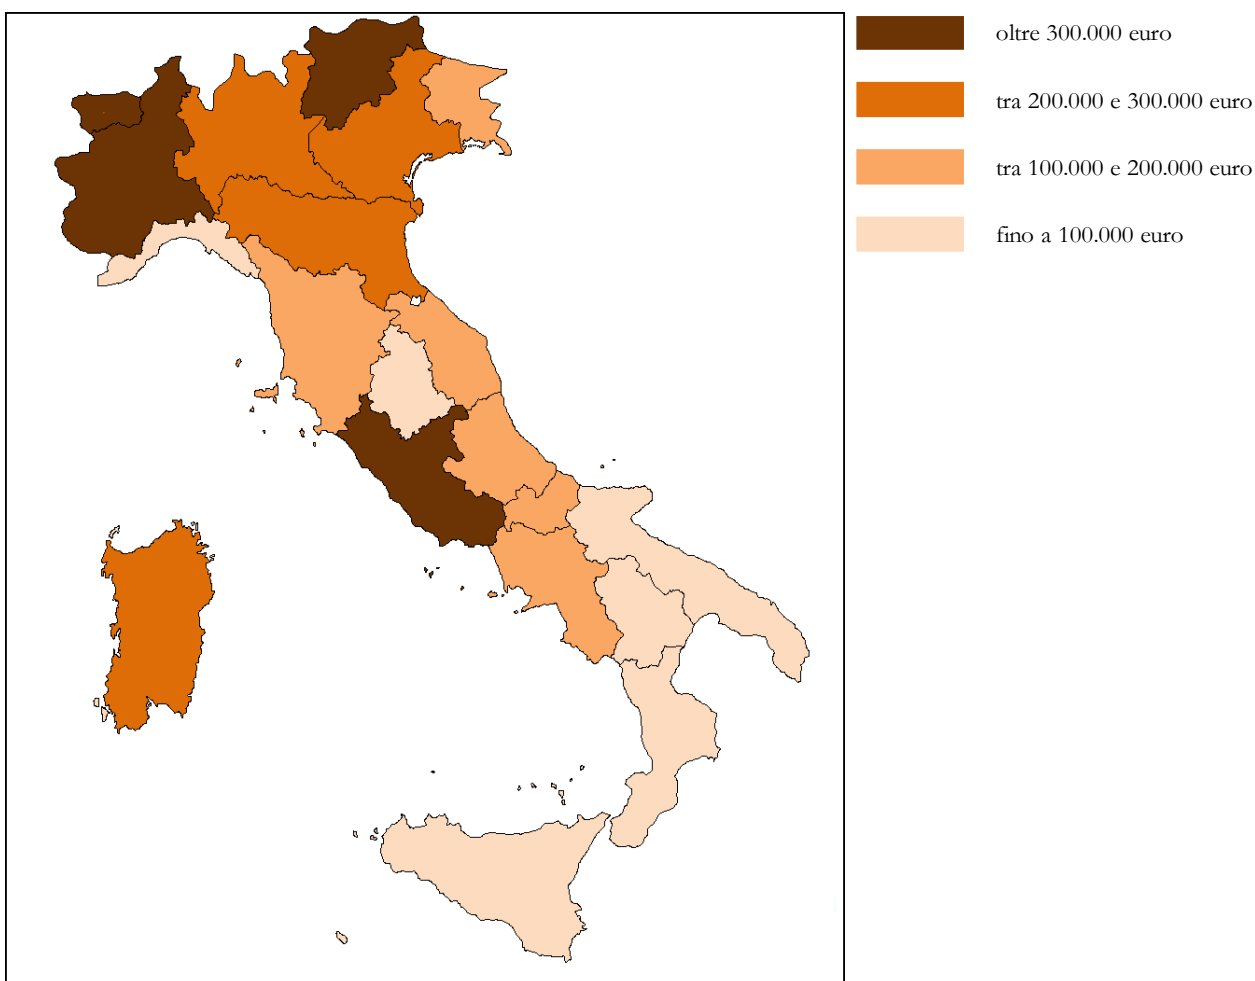 oltre 300.000 euro
tra 200.000 e 300.000 euro
tra 100.000 e 200.000 euro
fino a 100.000 euro